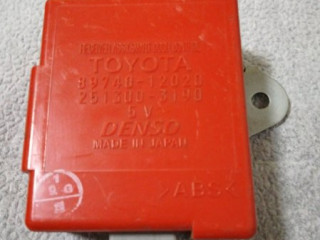 TOYOTA
89740-12020
251300-3190
5V
DENSO
MADE IN JAPAN
>ABS<